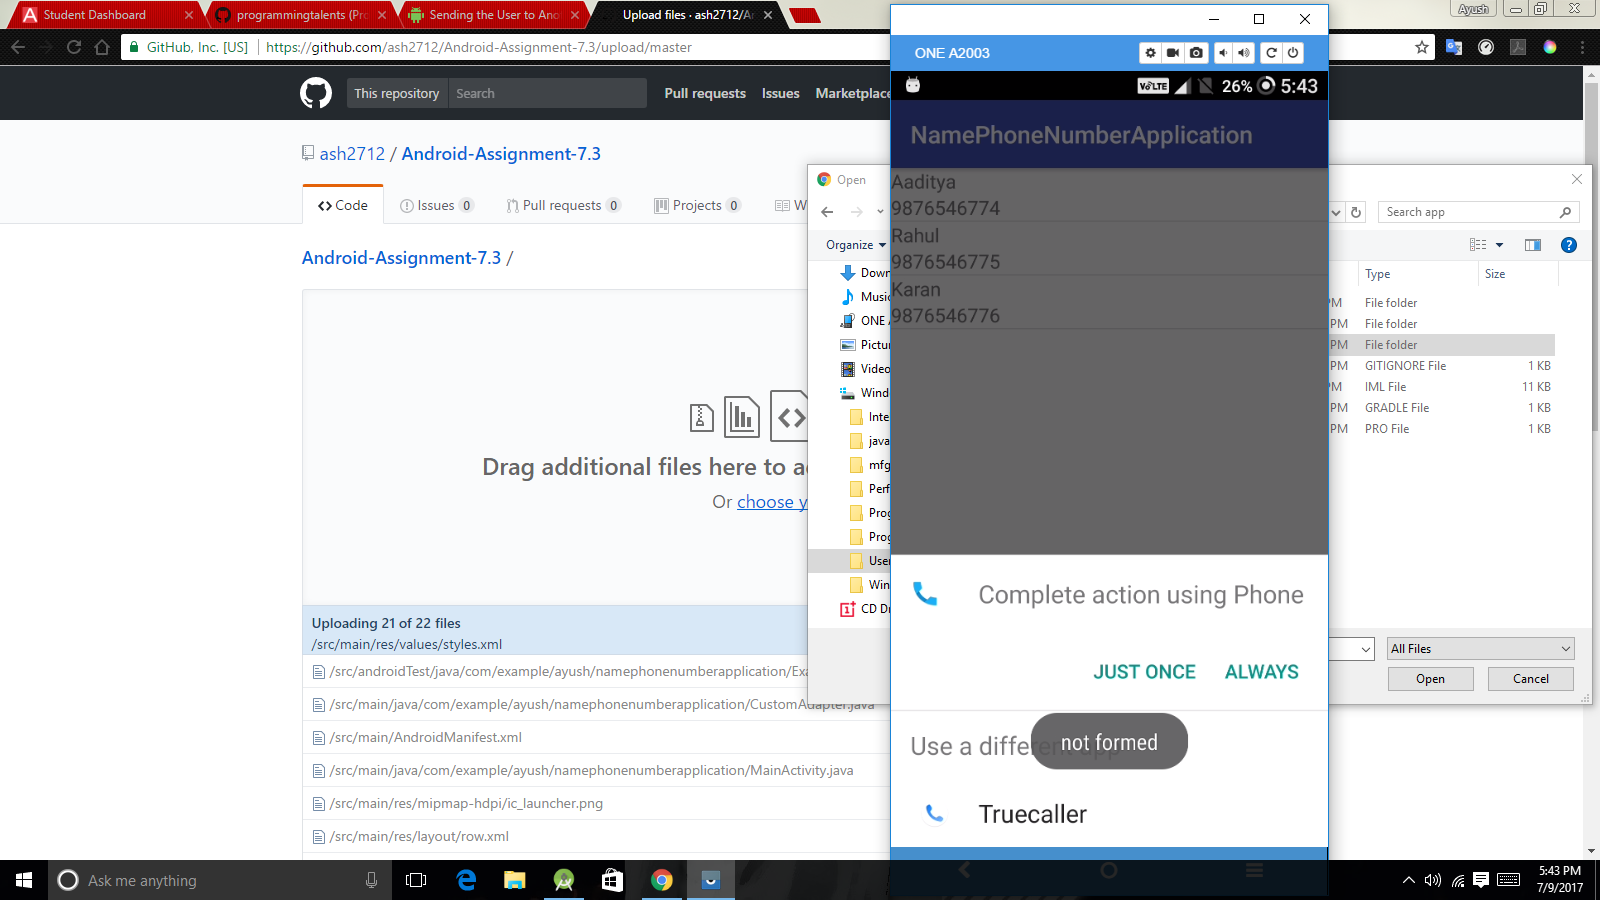 Student Dashboard
programmingtalents (Pro
Sending the User to Ano
Upload files · ash2712/A
Ayush
GitHub, Inc. [US]
https://github.com/ash2712/Android-Assignment-7.3/upload/master
This repository
Search
Pull requests
Issues
Marketplace
ash2712 / Android-Assignment-7.3
Code
Issues 0
Pull requests 0
Projects 0
W
Android-Assignment-7.3 /
Drag additional files here to a
Or choose y
Uploading 21 of 22 files
/src/main/res/values/styles.xml
/src/androidTest/java/com/example/ayush/namephonenumberapplication/Exa
/src/main/java/com/example/ayush/namephonenumberapplication/CustomAdapter.java
/src/main/AndroidManifest.xml
/src/main/java/com/example/ayush/namephonenumberapplication/MainActivity.java
/src/main/res/mipmap-hdpi/ic_launcher.png
/src/main/res/layout/row.xml
Open
Search app
Organize
Down
Music
ONE A
Pictur
Video
Wind
Inte
java
mfg
Perf
Prog
Prog
User
Win
CD Dr
Type
Size
PM File folder
PM File folder
PM File folder
PM GITIGNORE File 1 KB
PM IML File 11 KB
PM GRADLE File 1 KB
PM PRO File 1 KB
All Files
Open
Cancel
ONE A2003
VoLTE
26%
5:43
NamePhoneNumberApplication
Aaditya
9876546774
Rahul
9876546775
Karan
9876546776
Complete action using Phone
JUST ONCE
ALWAYS
Use a different app
not formed
Truecaller
Ask me anything
5:43 PM
7/9/2017